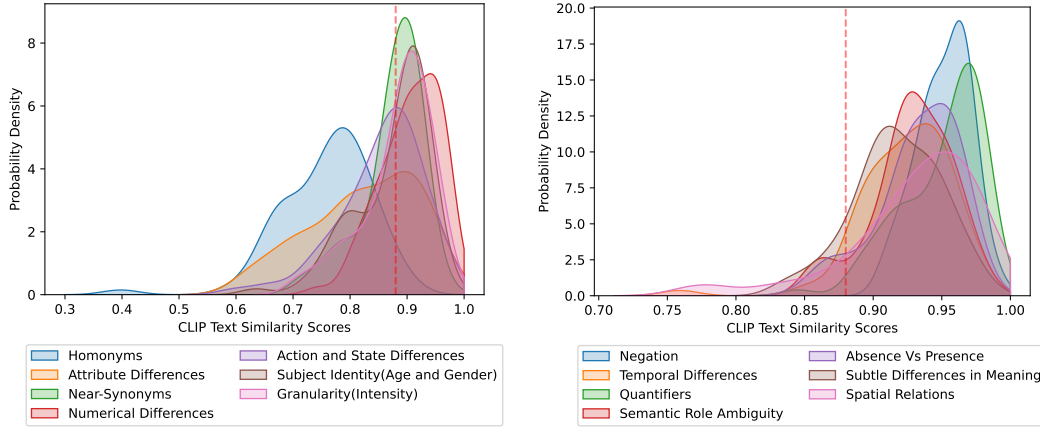 8
6
4
2
0
Probability Density
0.3 0.4 0.5 0.6 0.7 0.8 0.9 1.0
CLIP Text Similarity Scores
Homonyms
Attribute Differences
Near-Synonyms
Numerical Differences
Action and State Differences
Subject Identity(Age and Gender)
Granularity(Intensity)
20.0
17.5
15.0
12.5
10.0
7.5
5.0
2.5
0.0
Probability Density
0.70 0.75 0.80 0.85 0.90 0.95 1.00
CLIP Text Similarity Scores
Negation
Temporal Differences
Quantifiers
Semantic Role Ambiguity
Absence Vs Presence
Subtle Differences in Meaning
Spatial Relations